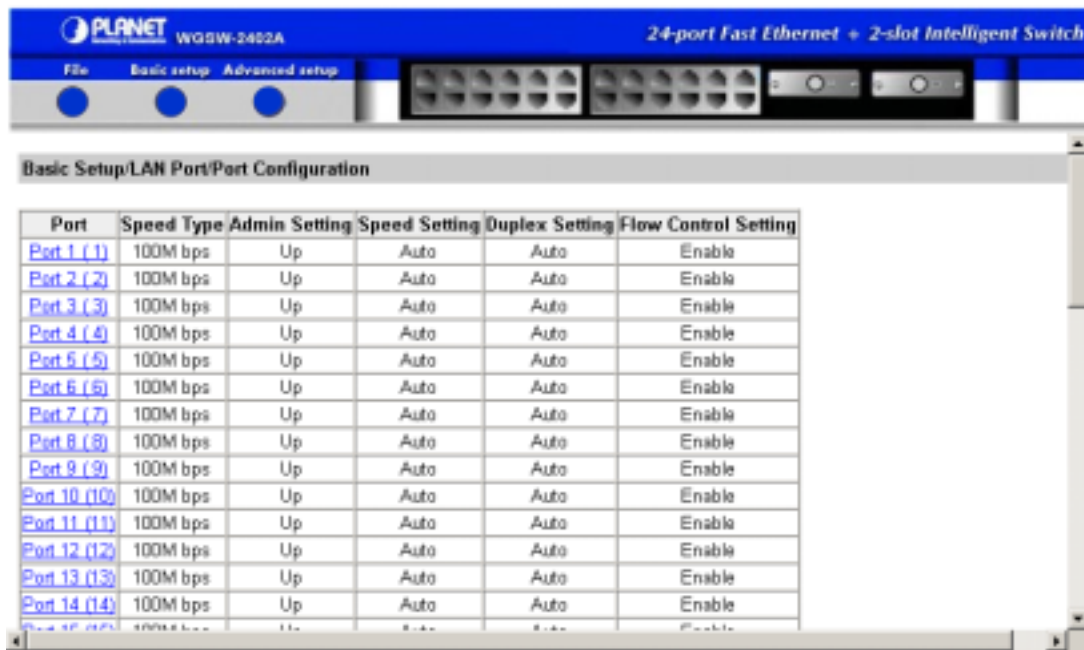 PLANET WGSW-2402A
24-port Fast Ethernet + 2-slot Intelligent Switch
File Basic setup Advanced setup
Basic Setup/LAN Port/Port Configuration
Port Speed Type Admin Setting Speed Setting Duplex Setting Flow Control Setting
Port 1 ( 1) 100M bps Up Auto Auto Enable
Port 2 ( 2) 100M bps Up Auto Auto Enable
Port 3 ( 3) 100M bps Up Auto Auto Enable
Port 4 ( 4) 100M bps Up Auto Auto Enable
Port 5 ( 5) 100M bps Up Auto Auto Enable
Port 6 ( 6) 100M bps Up Auto Auto Enable
Port 7 ( 7) 100M bps Up Auto Auto Enable
Port 8 ( 8) 100M bps Up Auto Auto Enable
Port 9 ( 9) 100M bps Up Auto Auto Enable
Port 10 (10) 100M bps Up Auto Auto Enable
Port 11 (11) 100M bps Up Auto Auto Enable
Port 12 (12) 100M bps Up Auto Auto Enable
Port 13 (13) 100M bps Up Auto Auto Enable
Port 14 (14) 100M bps Up Auto Auto Enable